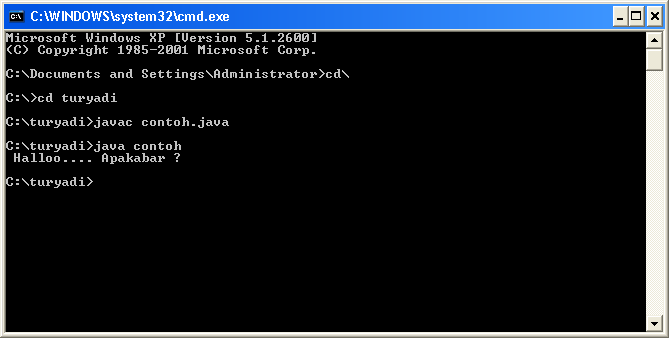 C:\WINDOWS\system32\cmd.exe
Microsoft Windows XP [Version 5.1.2600]
(C) Copyright 1985-2001 Microsoft Corp.
C:\Documents and Settings\Administrator>cd\
C:\>cd turyadi
C:\turyadi>javac contoh.java
C:\turyadi>java contoh
Halloo.... Apakabar ?
C:\turyadi>